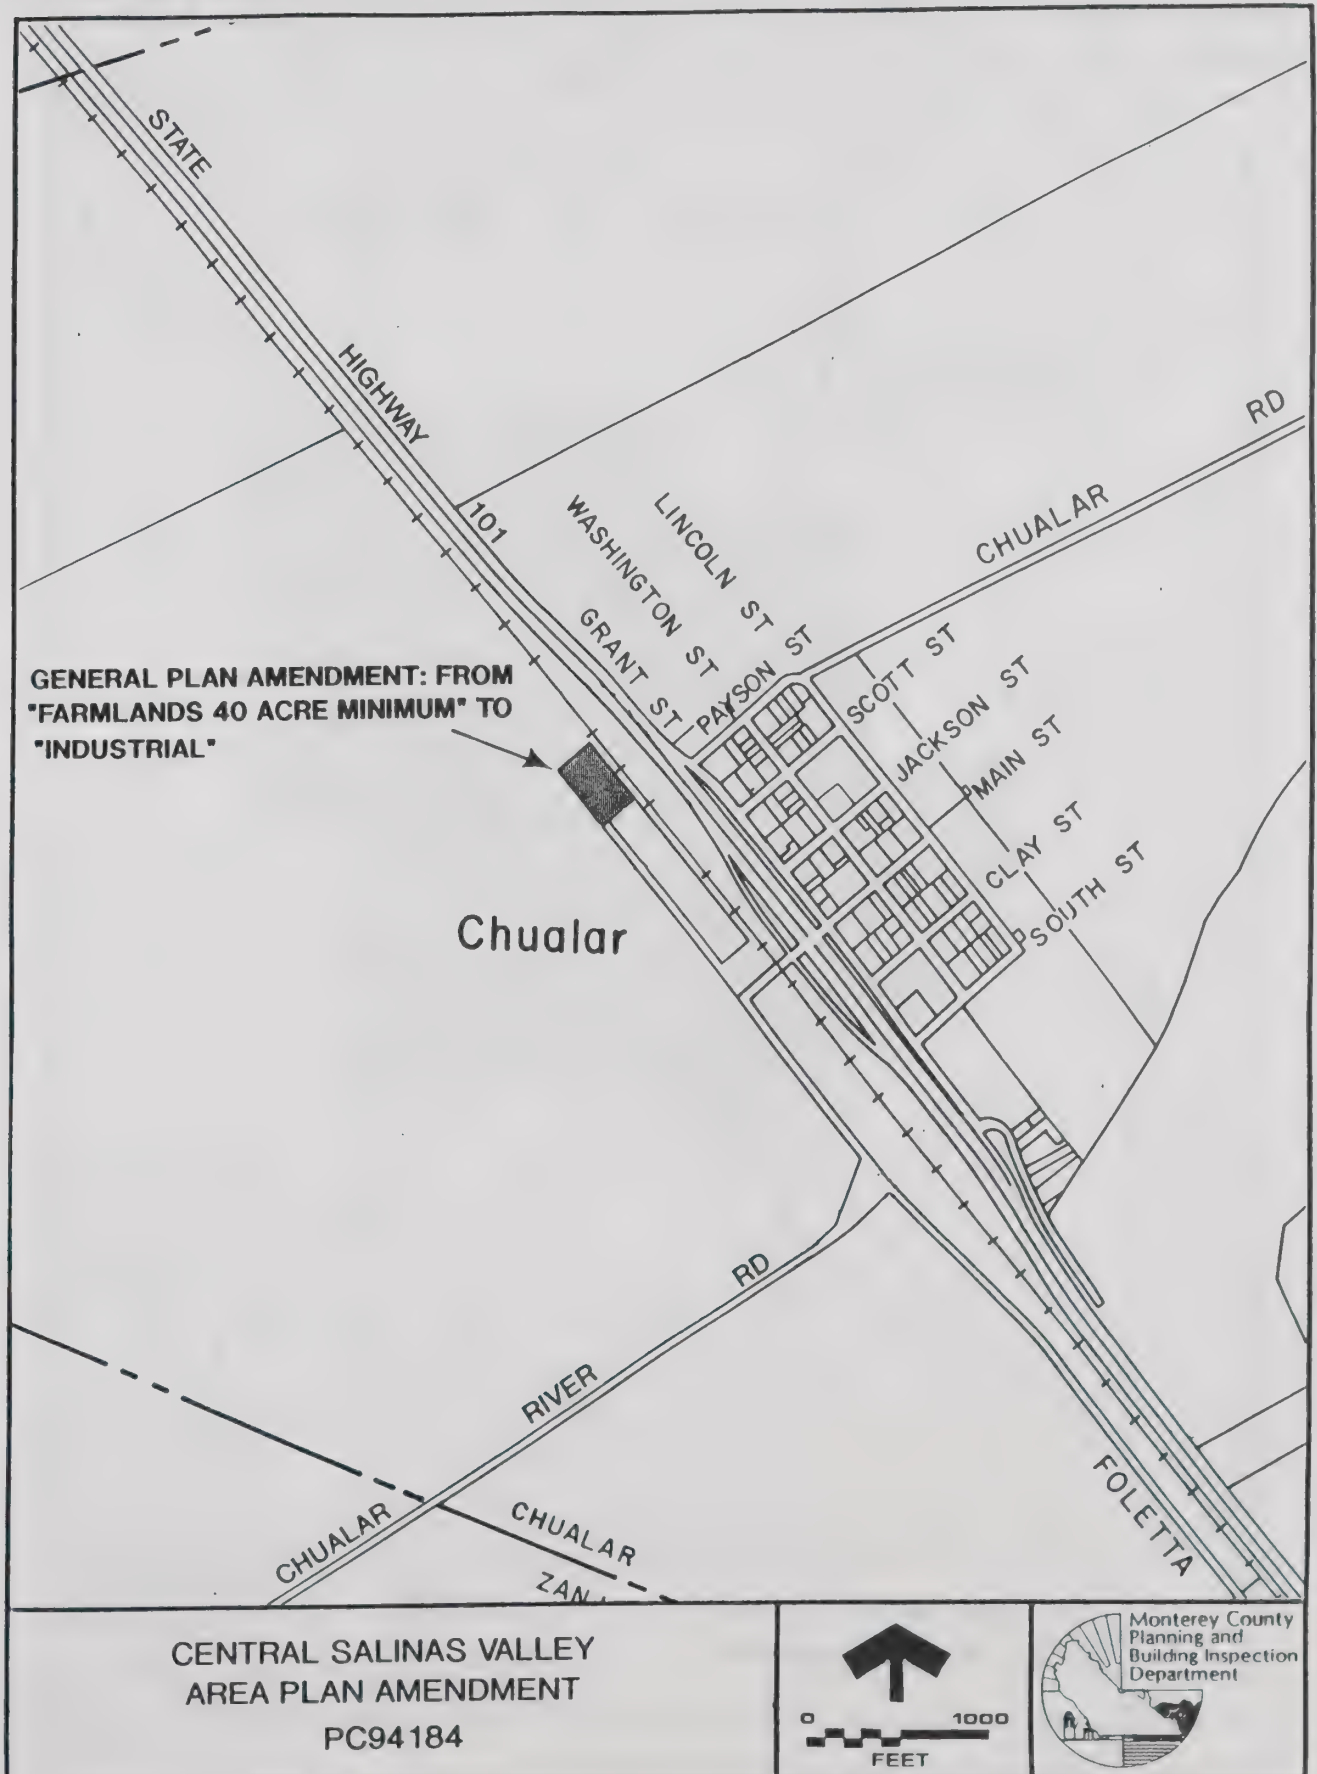 STATE
HIGHWAY
101
RD
CHUALAR
LINCOLN ST
WASHINGTON ST
GRANT ST
PAYSON ST
SCOTT ST
JACKSON ST
MAIN ST
CLAY ST
SOUTH ST
GENERAL PLAN AMENDMENT: FROM
"FARMLANDS 40 ACRE MINIMUM" TO
"INDUSTRIAL"
Chualar
CHUALAR RIVER RD
FOLETTA
CHUALAR
CENTRAL SALINAS VALLEY
AREA PLAN AMENDMENT
PC94184
0 1000
FEET
Monterey County
Planning and
Building Inspection
Department